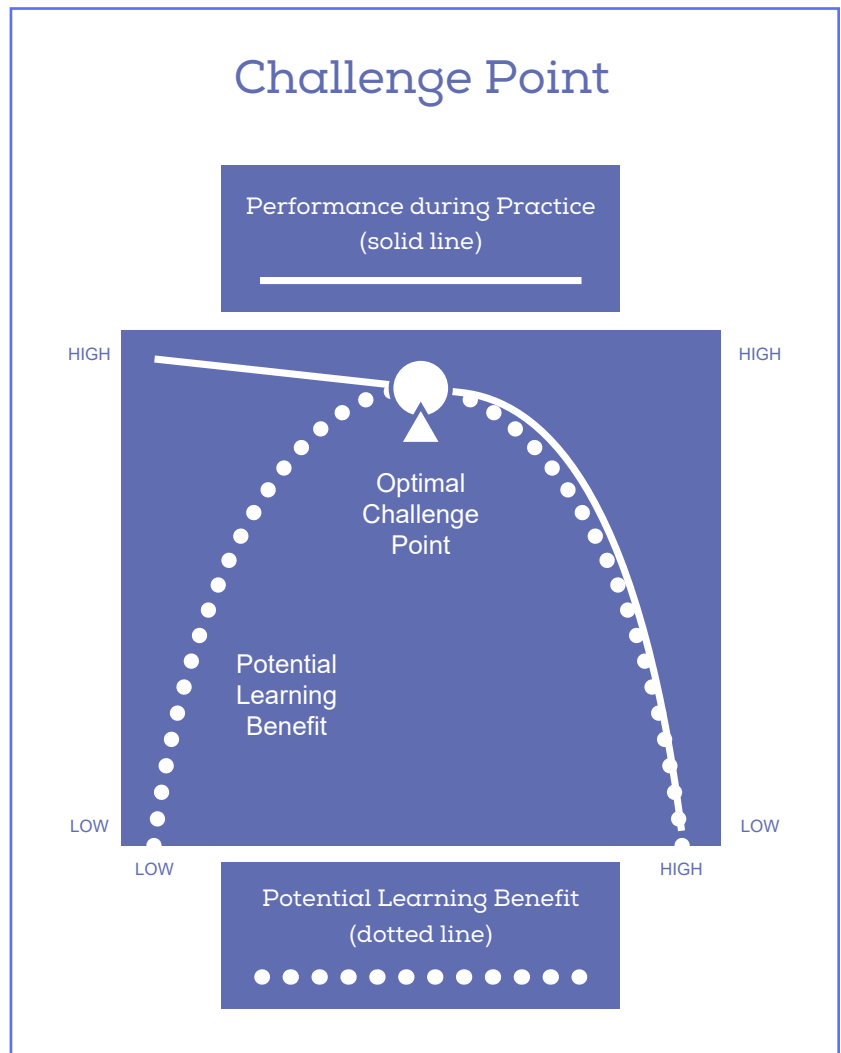 Challenge Point
Performance during Practice
(solid line)
HIGH
HIGH
Optimal
Challenge
Point
Potential
Learning
Benefit
LOW
LOW
LOW
HIGH
Potential Learning Benefit
(dotted line)